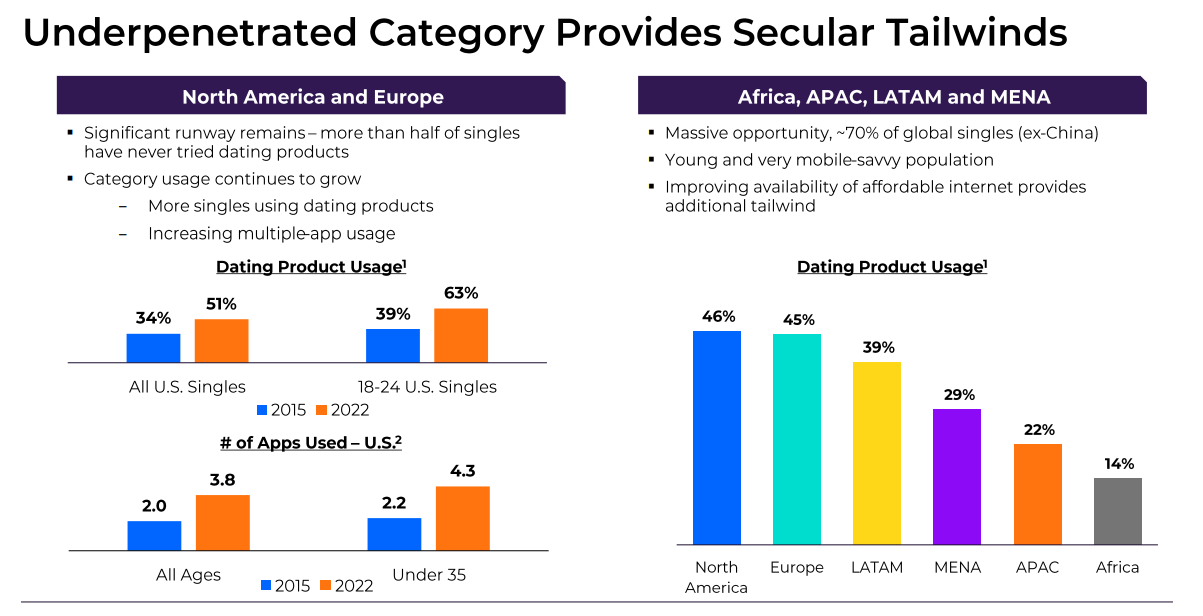 Underpenetrated Category Provides Secular Tailwinds
North America and Europe
▪ Significant runway remains – more than half of singles
have never tried dating products
▪ Category usage continues to grow
– More singles using dating products
– Increasing multiple-app usage
Dating Product Usage¹
34%
51%
39%
63%
All U.S. Singles
18-24 U.S. Singles
2015 2022
# of Apps Used – U.S.²
2.0
3.8
2.2
4.3
All Ages
Under 35
2015 2022
Africa, APAC, LATAM and MENA
▪ Massive opportunity, ~70% of global singles (ex-China)
▪ Young and very mobile-savvy population
▪ Improving availability of affordable internet provides
additional tailwind
Dating Product Usage¹
46%
45%
39%
29%
22%
14%
North
America
Europe
LATAM
MENA
APAC
Africa